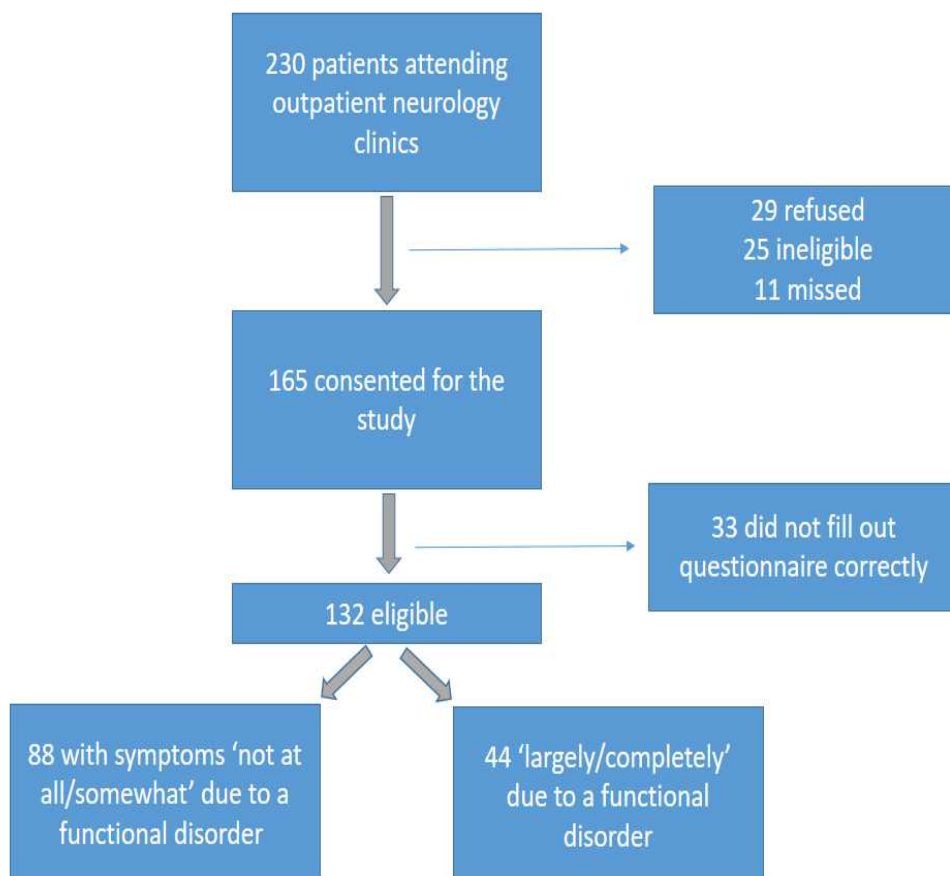 230 patients attending
outpatient neurology
clinics
29 refused
25 ineligible
11 missed
165 consented for the
study
33 did not fill out
questionnaire correctly
132 eligible
88 with symptoms ‘not at
all/somewhat’ due to a
functional disorder
44 ‘largely/completely’
due to a functional
disorder